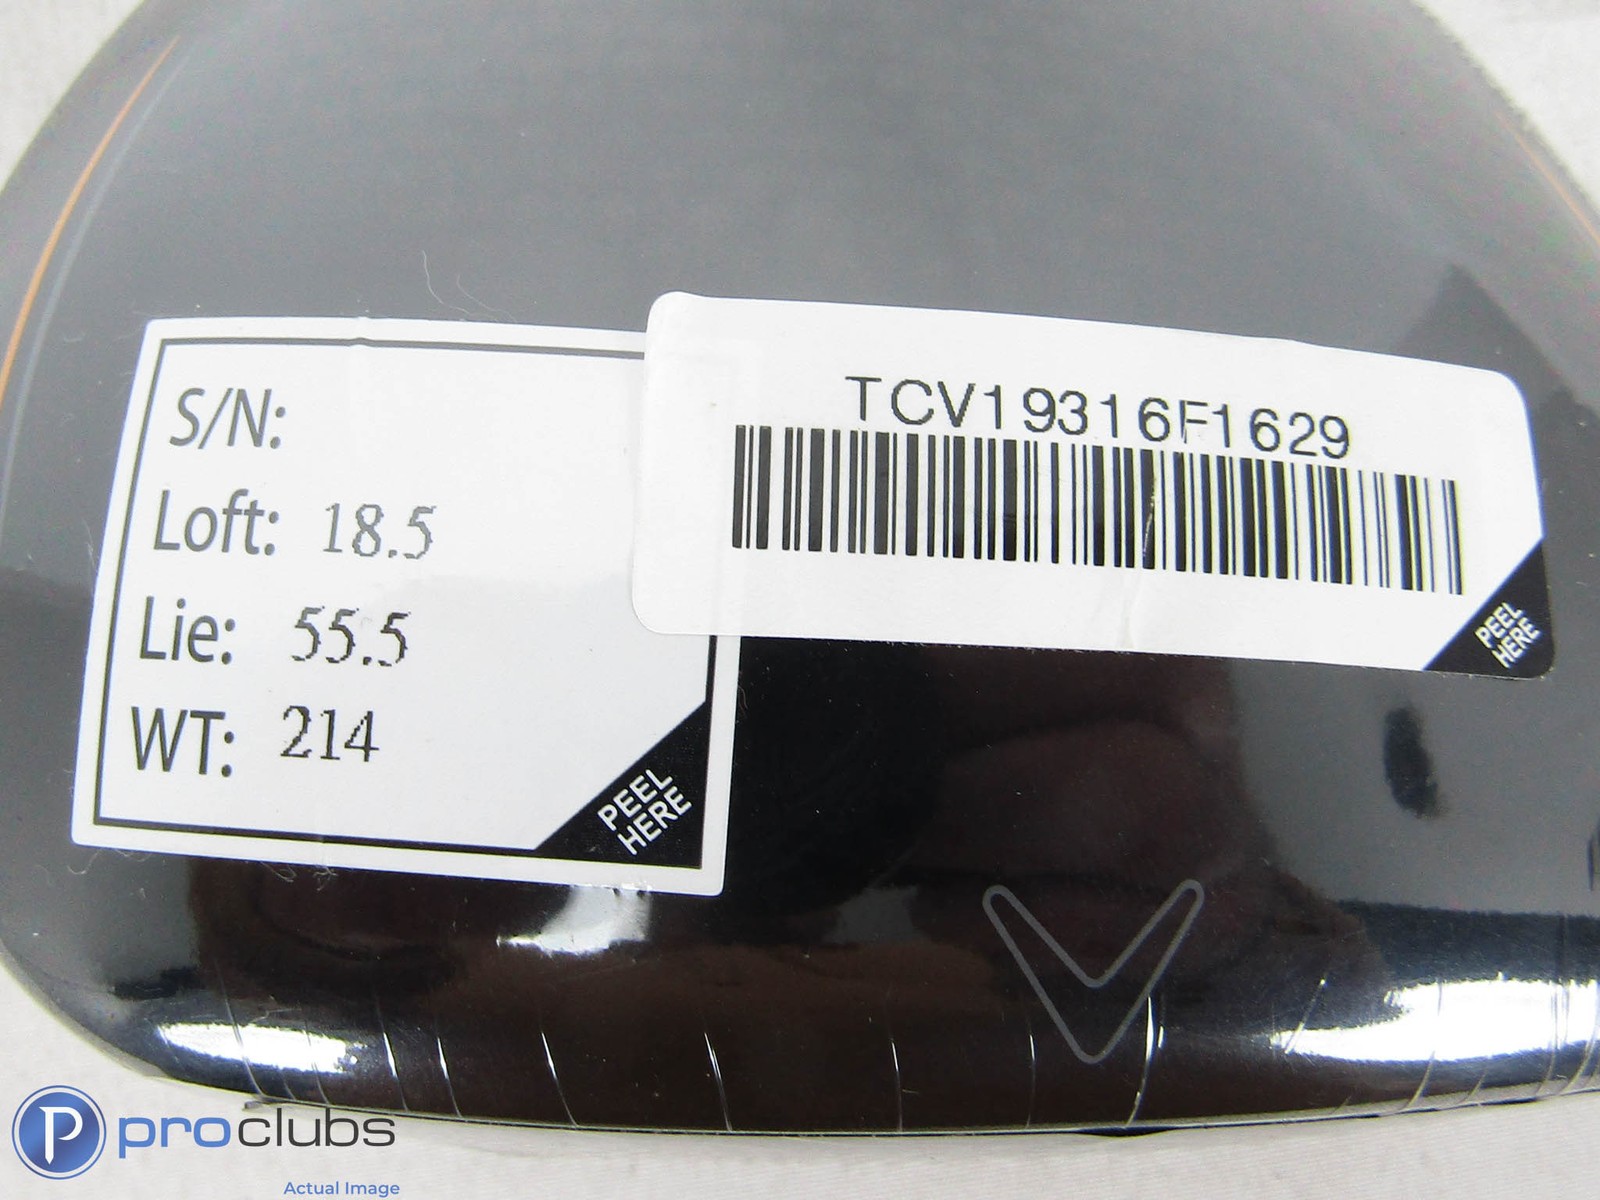 S/N:
Loft: 18.5
Lie: 55.5
WT: 214
PEEL
HERE
TCV19316F1629
PEEL
HERE
P proclubs
Actual Image